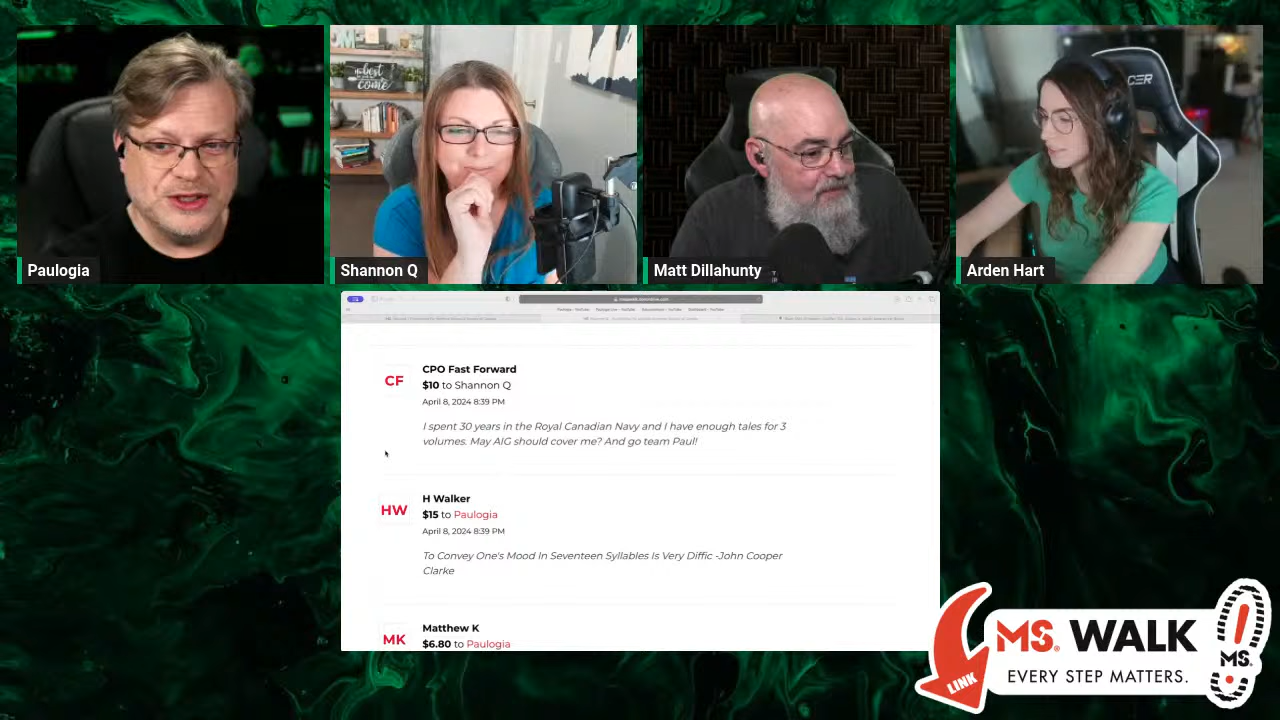 best
come
CER
Paulogia
Shannon Q
Matt Dillahunty
Arden Hart
CF
CPO Fast Forward
$10 to Shannon Q
April 8, 2024 8:39 PM
I spent 30 years in the Royal Canadian Navy and I have enough tales for 3
volumes. May AIG should cover me? And go team Paul!
HW
H Walker
$15 to Paulogia
April 8, 2024 8:39 PM
To Convey One's Mood In Seventeen Syllables Is Very Diffic -John Cooper
Clarke
MK
Matthew K
$6.80 to Paulogia
LINK
MS. WALK
EVERY STEP MATTERS.
MS.